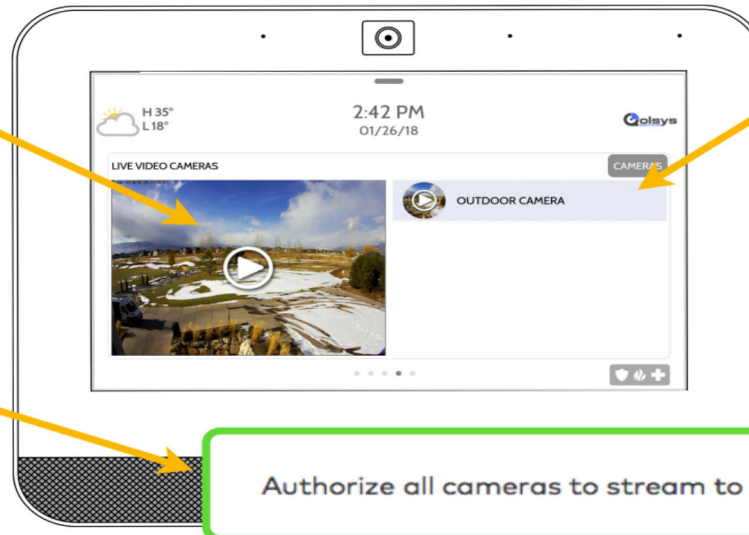 H 35°
L 18°
2:42 PM
01/26/18
Qolsys
LIVE VIDEO CAMERAS
CAMERAS
OUTDOOR CAMERA
Authorize all cameras to stream to